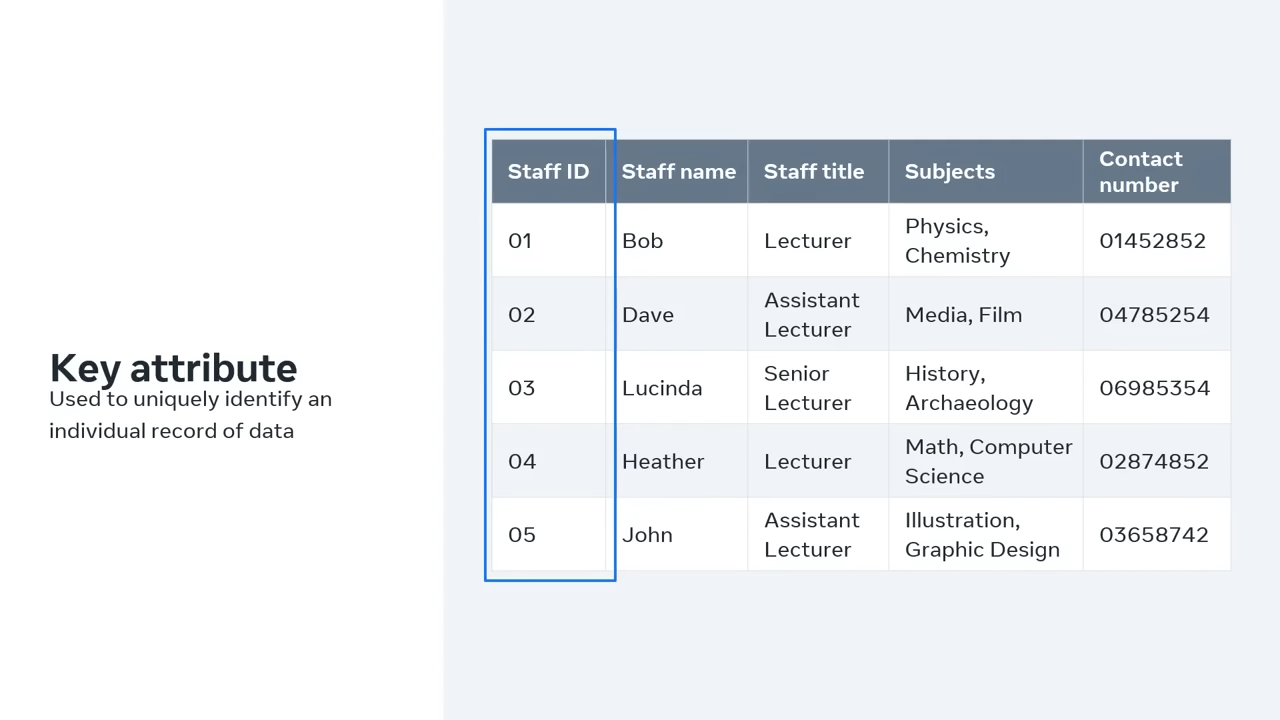 Key attribute
Used to uniquely identify an
individual record of data
Staff ID Staff name Staff title Subjects Contact number
01 Bob Lecturer Physics, Chemistry 01452852
02 Dave Assistant Lecturer Media, Film 04785254
03 Lucinda Senior Lecturer History, Archaeology 06985354
04 Heather Lecturer Math, Computer Science 02874852
05 John Assistant Lecturer Illustration, Graphic Design 03658742